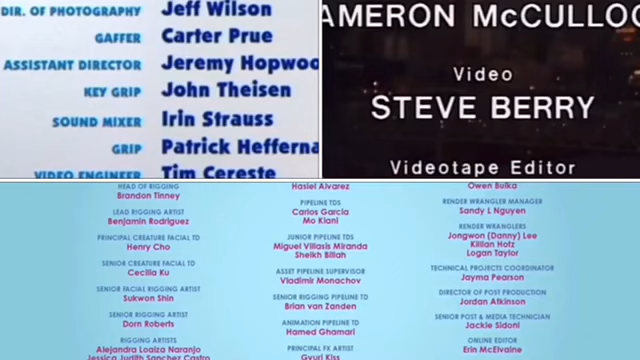 DIR. OF PHOTOGRAPHY Jeff Wilson
GAFFER Carter Prue
ASSISTANT DIRECTOR Jeremy Hopwoo
KEY GRIP John Theisen
SOUND MIXER Irin Strauss
GRIP Patrick Hefferna
VIDEO ENGINEER Tim Cereste
AMERON McCULLOC
Video
STEVE BERRY
Videotape Editor
HEAD OF RIGGING
Brandon Tinney
LEAD RIGGING ARTIST
Benjamin Rodriguez
PRINCIPAL CREATURE FACIAL TD
Henry Cho
SENIOR CREATURE FACIAL TD
Cecilia Ku
SENIOR FACIAL RIGGING ARTIST
Sukwon Shin
SENIOR RIGGING ARTIST
Dorn Roberts
RIGGING ARTISTS
Alejandra Loaiza Naranjo
Jessica Judith Sanchez Castro
Hasiel Alvarez
PIPELINE TDS
Carlos Garcia
Mo Kiani
JUNIOR PIPELINE TDS
Miguel Villasis Miranda
Sheikh Billah
ASSET PIPELINE SUPERVISOR
Vladimir Monachov
SENIOR RIGGING PIPELINE TD
Brian van Zanden
ANIMATION PIPELINE TD
Hamed Ghamari
PRINCIPAL FX ARTIST
Gyuri Kiss
Owen Bulka
RENDER WRANGLER MANAGER
Sandy L Nguyen
RENDER WRANGLERS
Jongwon (Danny) Lee
Killian Hotz
Logan Taylor
TECHNICAL PROJECTS COORDINATOR
Jayma Pearson
DIRECTOR OF POST PRODUCTION
Jordan Atkinson
SENIOR POST & MEDIA TECHNICIAN
Jackie Sidoni
ONLINE EDITOR
Erin McElvaine